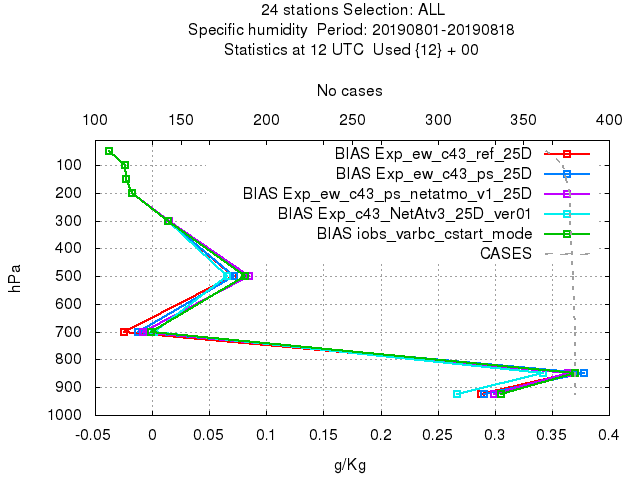 24 stations Selection: ALL
Specific humidity  Period: 20190801-20190818
Statistics at 12 UTC  Used {12} + 00
No cases
100 150 200 250 300 350 400
BIAS Exp_ew_c43_ref_25D
BIAS Exp_ew_c43_ps_25D
BIAS Exp_ew_c43_ps_netatmo_v1_25D
BIAS Exp_c43_NetAtv3_25D_ver01
BIAS iobs_varbc_cstart_mode
CASES
hPa
100
200
300
400
500
600
700
800
900
1000
-0.05 0 0.05 0.1 0.15 0.2 0.25 0.3 0.35 0.4
g/Kg